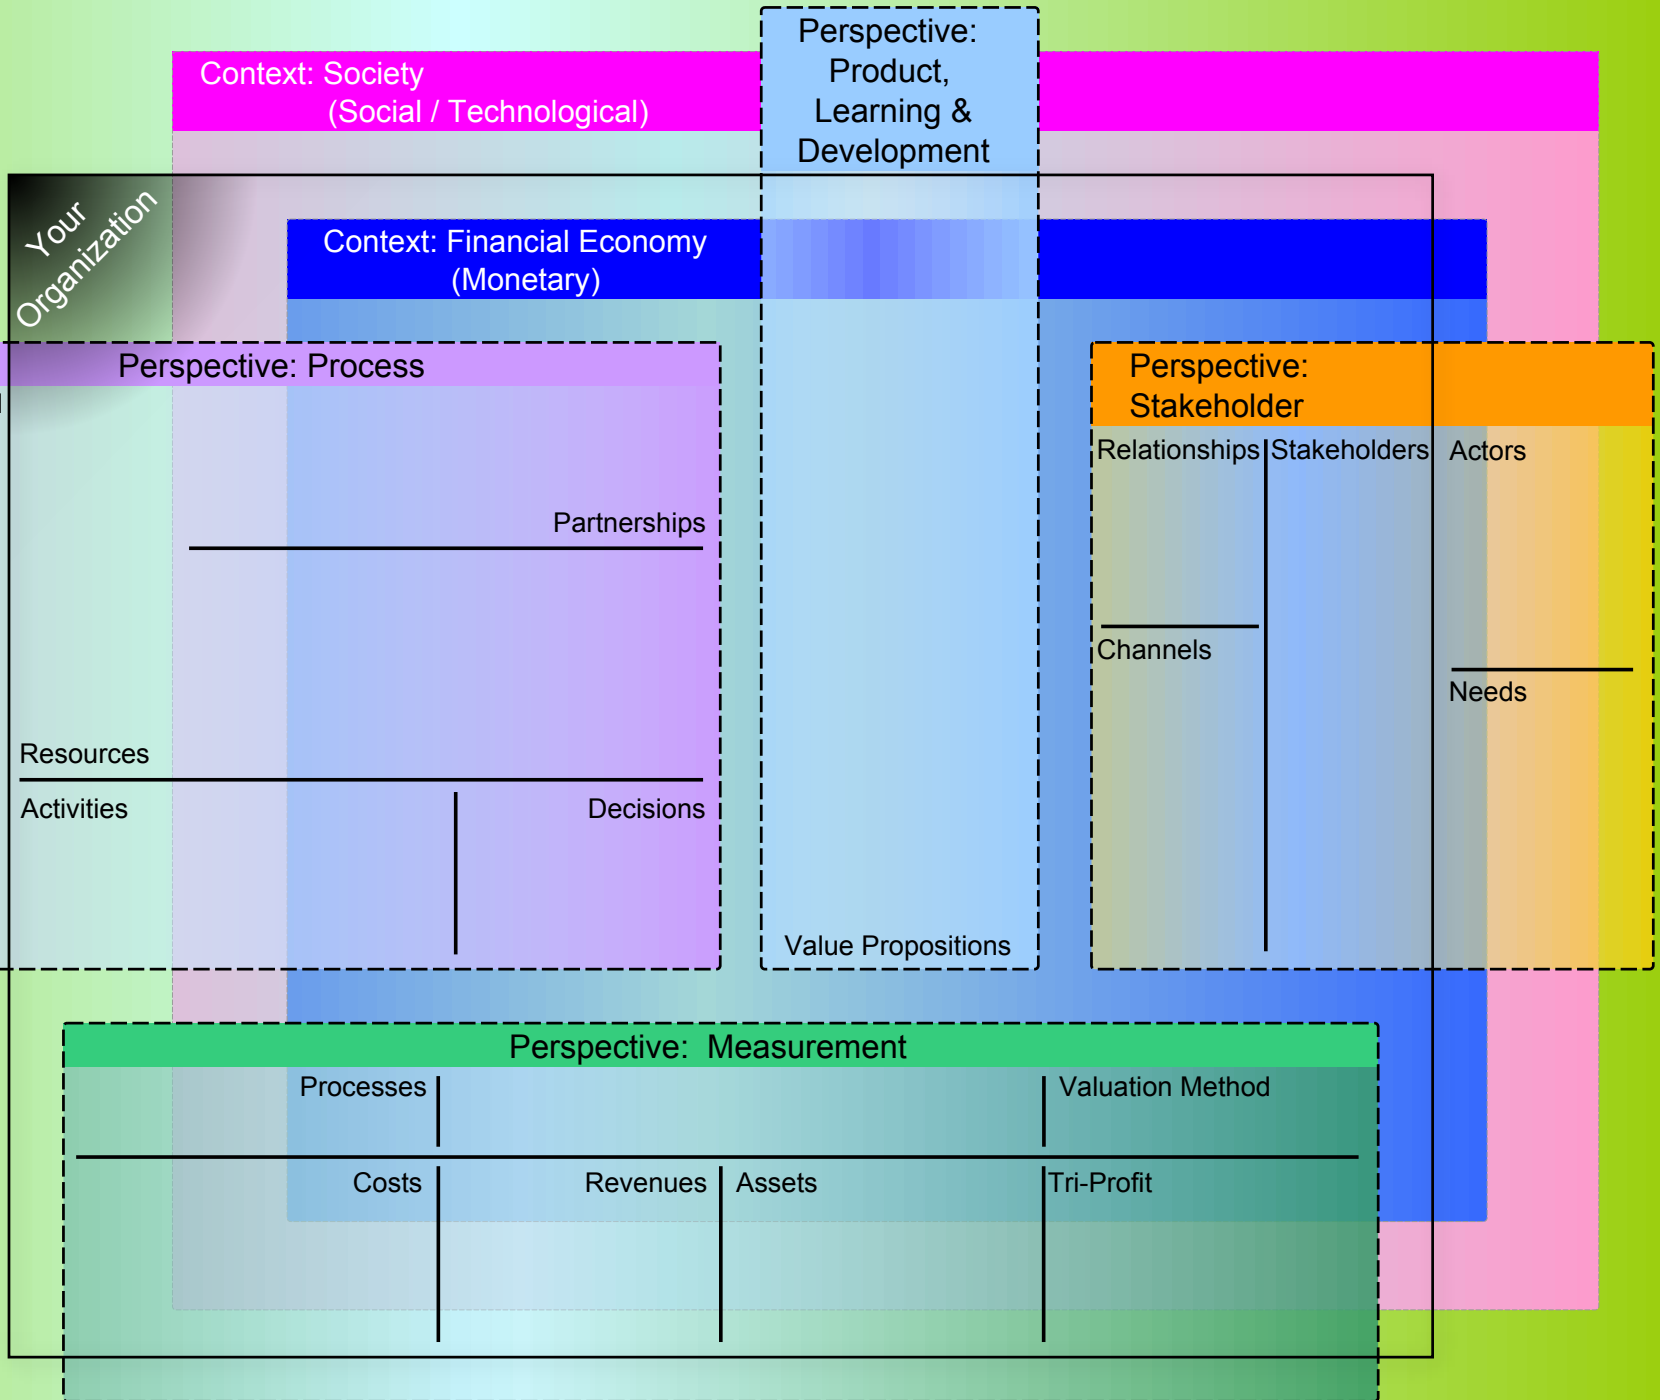 Perspective:
Product,
Learning &
Development
Context: Society
(Social / Technological)
Your
Organization
Context: Financial Economy
(Monetary)
Perspective: Process
Perspective:
Stakeholder
Relationships
Stakeholders
Actors
Partnerships
Channels
Needs
Resources
Activities
Decisions
Value Propositions
Perspective: Measurement
Processes
Valuation Method
Costs
Revenues
Assets
Tri-Profit